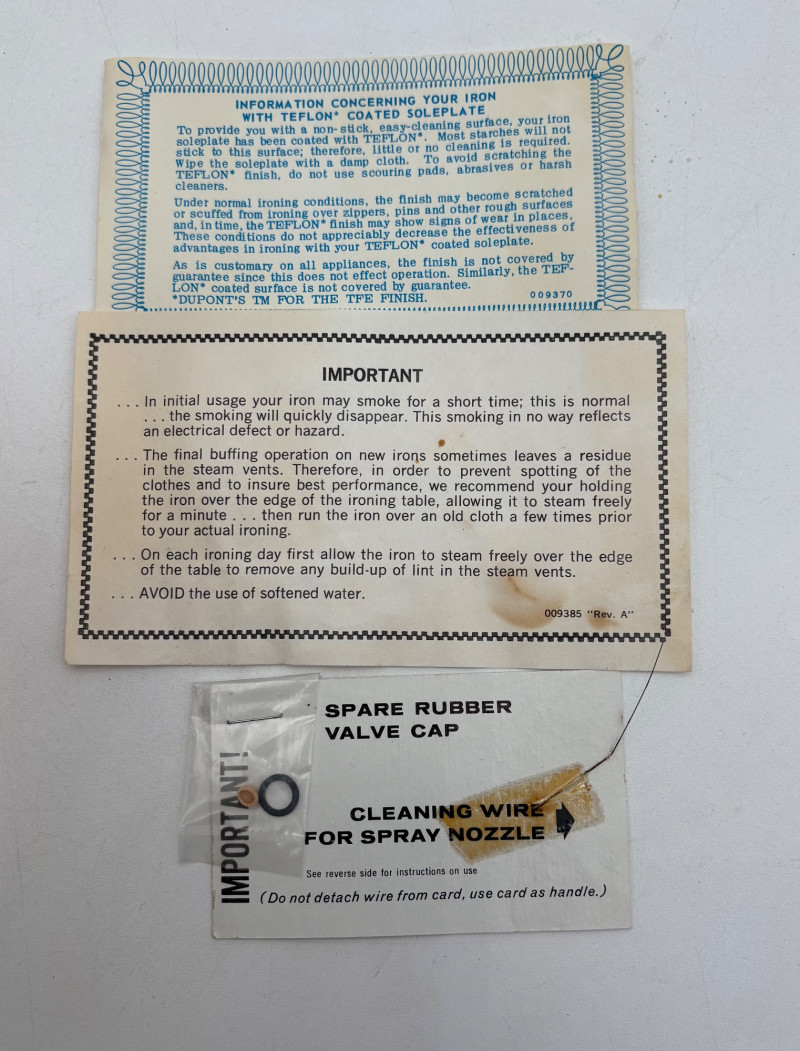 INFORMATION CONCERNING YOUR IRON
WITH TEFLON* COATED SOLEPLATE
To provide you with a non-stick, easy-cleaning surface, your iron
soleplate has been coated with TEFLON*. Most starches will not
stick to this surface; therefore, little or no cleaning is required.
Wipe the soleplate with a damp cloth. To avoid scratching the
TEFLON* finish, do not use scouring pads, abrasives or harsh
cleaners.
Under normal ironing conditions, the finish may become scratched
or scuffed from ironing over zippers, pins and other rough surfaces
and, in time, the TEFLON* finish may show signs of wear in places.
These conditions do not appreciably decrease the effectiveness of
advantages in ironing with your TEFLON* coated soleplate.
As is customary on all appliances, the finish is not covered by
guarantee since this does not effect operation. Similarly, the TEF-
LON* coated surface is not covered by guarantee.
*DUPONT'S TM FOR THE TFE FINISH. 009370
IMPORTANT
... In initial usage your iron may smoke for a short time; this is normal
... the smoking will quickly disappear. This smoking in no way reflects
an electrical defect or hazard.
... The final buffing operation on new irons sometimes leaves a residue
in the steam vents. Therefore, in order to prevent spotting of the
clothes and to insure best performance, we recommend your holding
the iron over the edge of the ironing table, allowing it to steam freely
for a minute ... then run the iron over an old cloth a few times prior
to your actual ironing.
... On each ironing day first allow the iron to steam freely over the edge
of the table to remove any build-up of lint in the steam vents.
... AVOID the use of softened water.
009385 "Rev. A"
IMPORTANT!
SPARE RUBBER
VALVE CAP
CLEANING WIRE
FOR SPRAY NOZZLE
See reverse side for instructions on use
(Do not detach wire from card, use card as handle.)